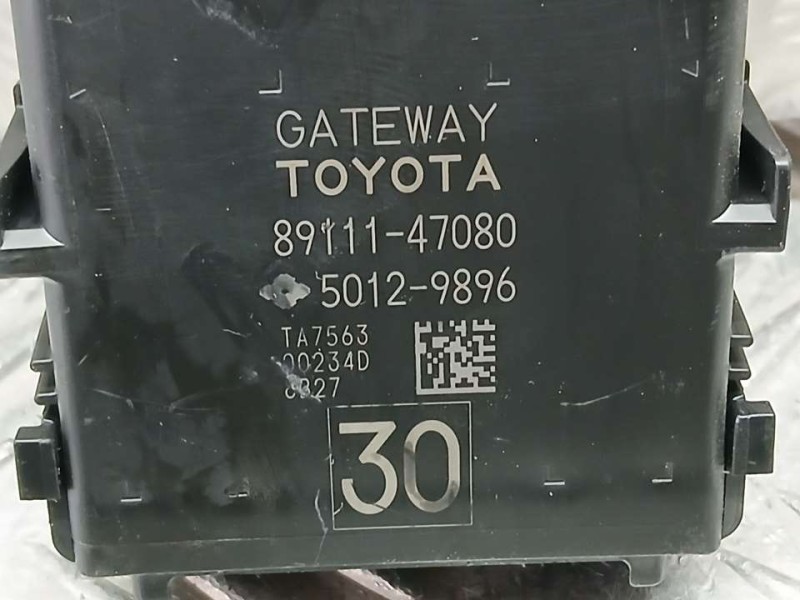 GATEWAY
TOYOTA
89111-47080
5012-9896
TA7563
00234D
30